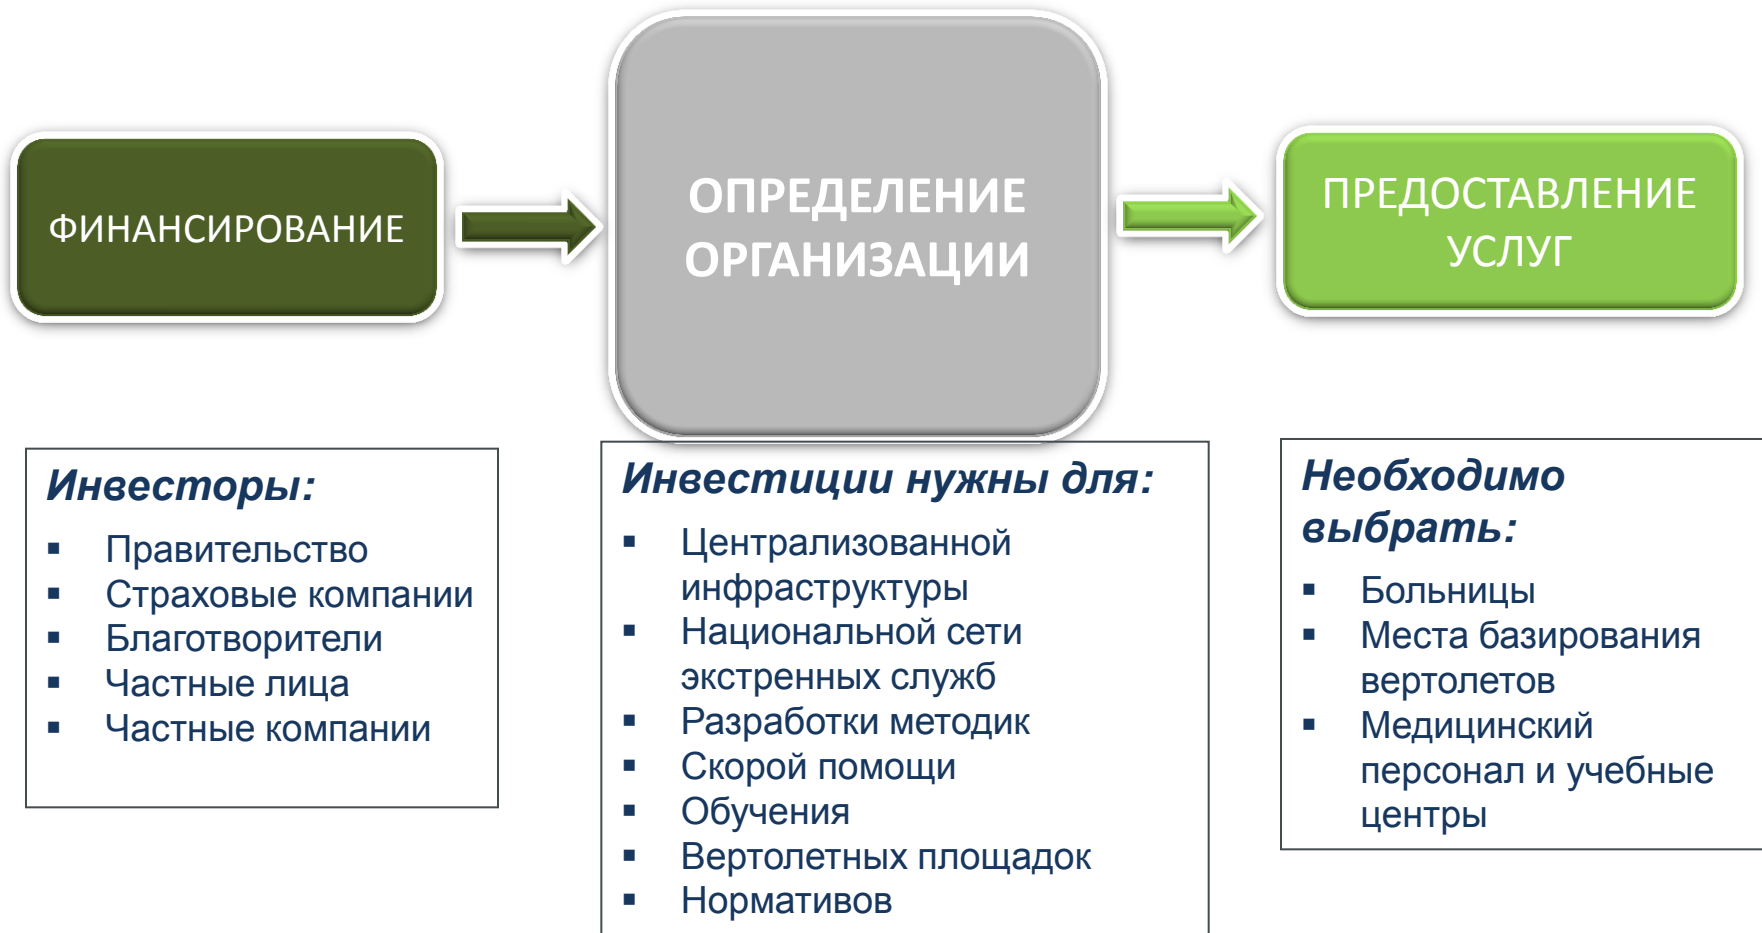 ФИНАНСИРОВАНИЕ
ОПРЕДЕЛЕНИЕ
ОРГАНИЗАЦИИ
ПРЕДОСТАВЛЕНИЕ
УСЛУГ
Инвесторы:
▪ Правительство
▪ Страховые компании
▪ Благотворители
▪ Частные лица
▪ Частные компании
Инвестиции нужны для:
▪ Централизованной
инфраструктуры
▪ Национальной сети
экстренных служб
▪ Разработки методик
▪ Скорой помощи
▪ Обучения
▪ Вертолетных площадок
▪ Нормативов
Необходимо
выбрать:
▪ Больницы
▪ Места базирования
вертолетов
▪ Медицинский
персонал и учебные
центры